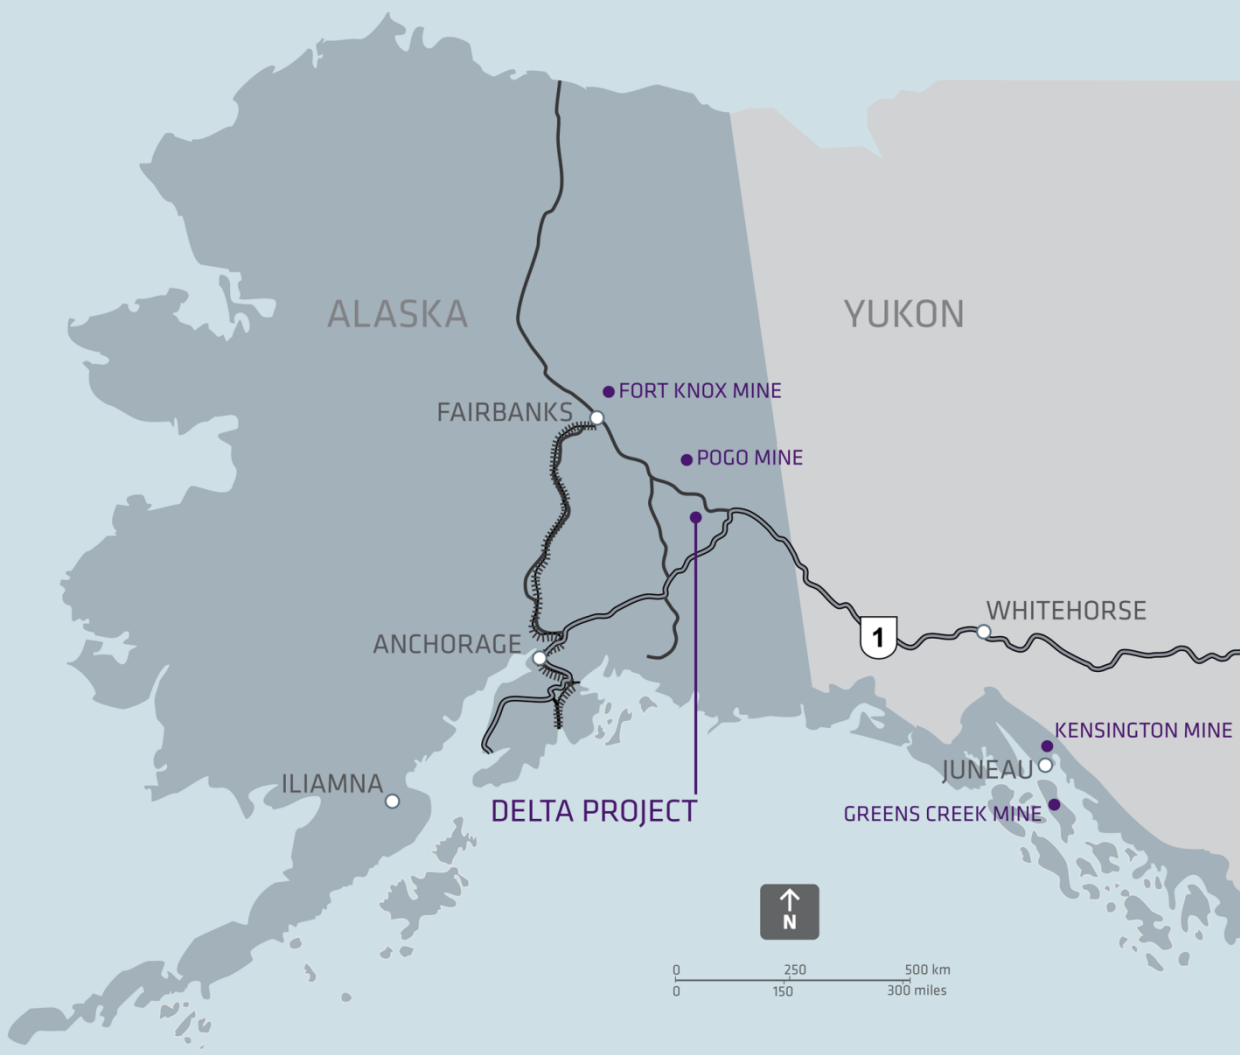 ALASKA
YUKON
FORT KNOX MINE
FAIRBANKS
POGO MINE
1
WHITEHORSE
ANCHORAGE
KENSINGTON MINE
JUNEAU
ILIAMNA
DELTA PROJECT
GREENS CREEK MINE
N
0 250 500 km
0 150 300 miles